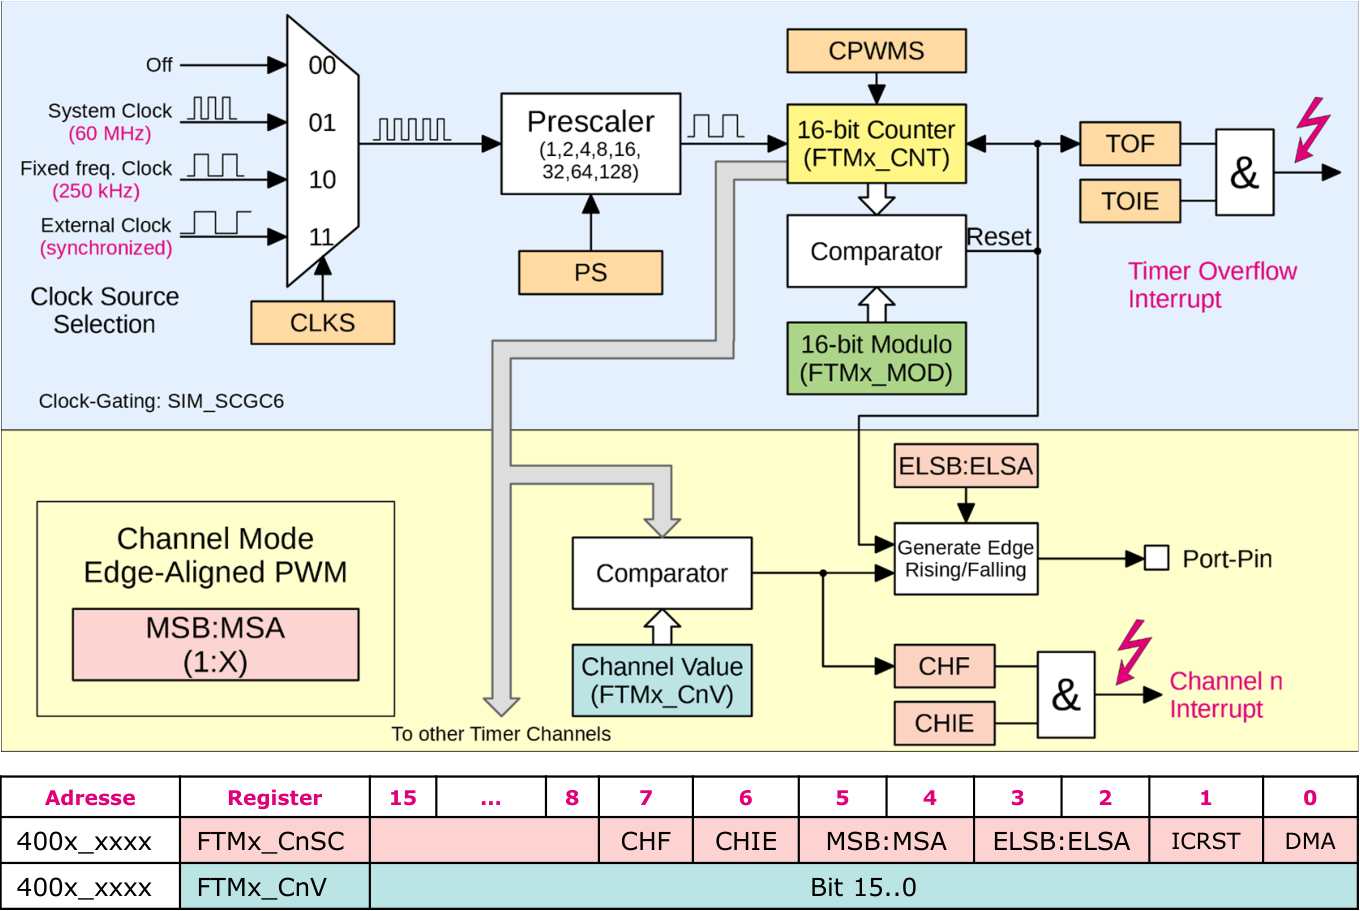 Off
System Clock
(60 MHz)
Fixed freq. Clock
(250 kHz)
External Clock
(synchronized)
Clock Source
Selection
00
01
10
11
CLKS
Prescaler
(1,2,4,8,16,
32,64,128)
PS
CPWMS
16-bit Counter
(FTMx_CNT)
Comparator
Reset
16-bit Modulo
(FTMx_MOD)
TOF
TOIE
&
Timer Overflow
Interrupt
Clock-Gating: SIM_SCGC6
Channel Mode
Edge-Aligned PWM
MSB:MSA
(1:X)
To other Timer Channels
Comparator
Channel Value
(FTMx_CnV)
ELSB:ELSA
Generate Edge
Rising/Falling
Port-Pin
CHF
CHIE
&
Channel n
Interrupt
Adresse Register 15 ... 8 7 6 5 4 3 2 1 0
400x_xxxx FTMx_CnSC CHF CHIE MSB:MSA ELSB:ELSA ICRST DMA
400x_xxxx FTMx_CnV Bit 15..0